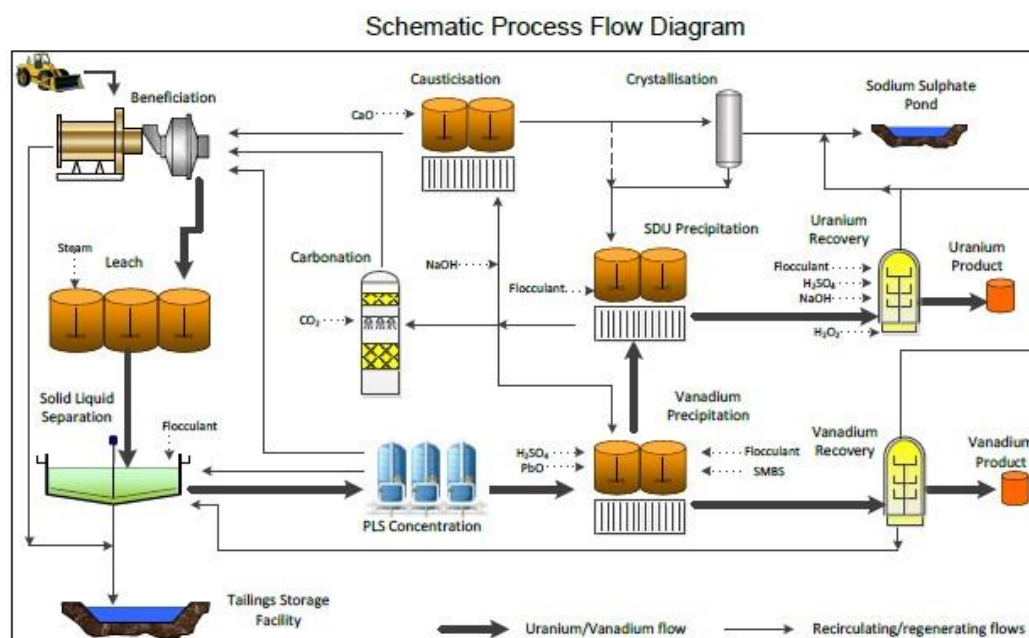 Schematic Process Flow Diagram
Beneficiation
Causticisation
CaO
Crystallisation
Sodium Sulphate
Pond
Steam
Leach
Carbonation
NaOH
CO₂
SDU Precipitation
Flocculant
Uranium
Recovery
Flocculant
H₂SO₄
NaOH
H₂O₂
Uranium
Product
Solid Liquid
Separation
Flocculant
PLS Concentration
Vanadium
Precipitation
H₂SO₄
PbO
Flocculant
SMBS
Vanadium
Recovery
Vanadium
Product
Tailings Storage
Facility
Uranium/Vanadium flow
Recirculating/regenerating flows